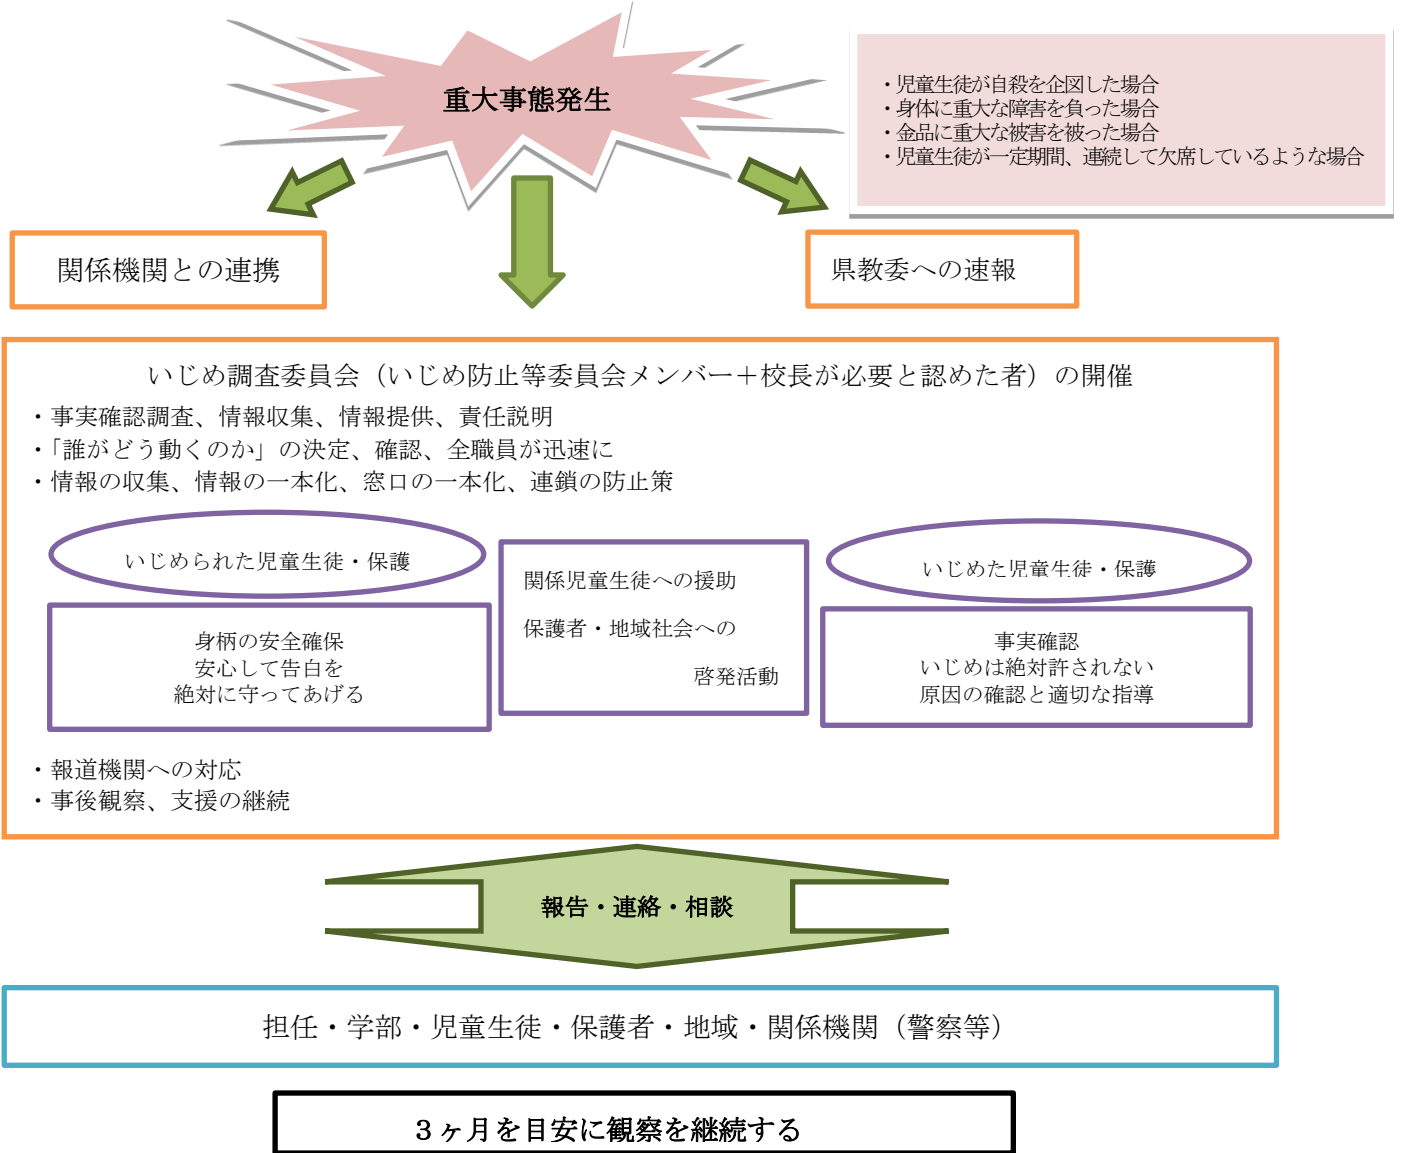 重大事態発生
・児童生徒が自殺を企図した場合
・身体に重大な障害を負った場合
・金品に重大な被害を被った場合
・児童生徒が一定期間、連続して欠席しているような場合
関係機関との連携
県教委への速報
いじめ調査委員会（いじめ防止等委員会メンバー＋校長が必要と認めた者）の開催
・事実確認調査、情報収集、情報提供、責任説明
・「誰がどう動くのか」の決定、確認、全職員が迅速に
・情報の収集、情報の一本化、窓口の一本化、連鎖の防止策
いじめられた児童生徒・保護
身柄の安全確保
安心して告白を
絶対に守ってあげる
関係児童生徒への援助
保護者・地域社会への
啓発活動
いじめた児童生徒・保護
事実確認
いじめは絶対許されない
原因の確認と適切な指導
・報道機関への対応
・事後観察、支援の継続
報告・連絡・相談
担任・学部・児童生徒・保護者・地域・関係機関（警察等）
３ヶ月を目安に観察を継続する